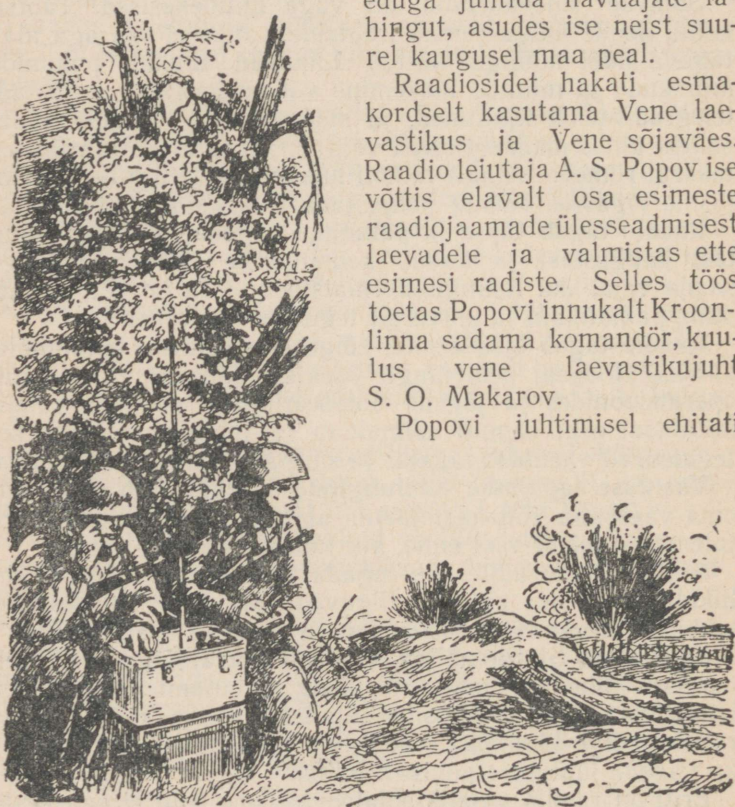 eduga juhtida hävitajate la-
hingut, asudes ise neist suu-
rel kaugusel maa peal.
Raadiosidet hakati esma-
kordselt kasutama Vene lae-
vastikus ja Vene sõjaväes.
Raadio leiutaja A. S. Popov ise
võttis elavalt osa esimeste
raadiojaamade ülesseadmisest
laevadele ja valmistas ette
esimesi radiste. Selles töös
toetas Popovi innukalt Kroon-
linna sadama komandör, kuu-
lus vene laevastikujuht
S. O. Makarov.
Popovi juhtimisel ehitati